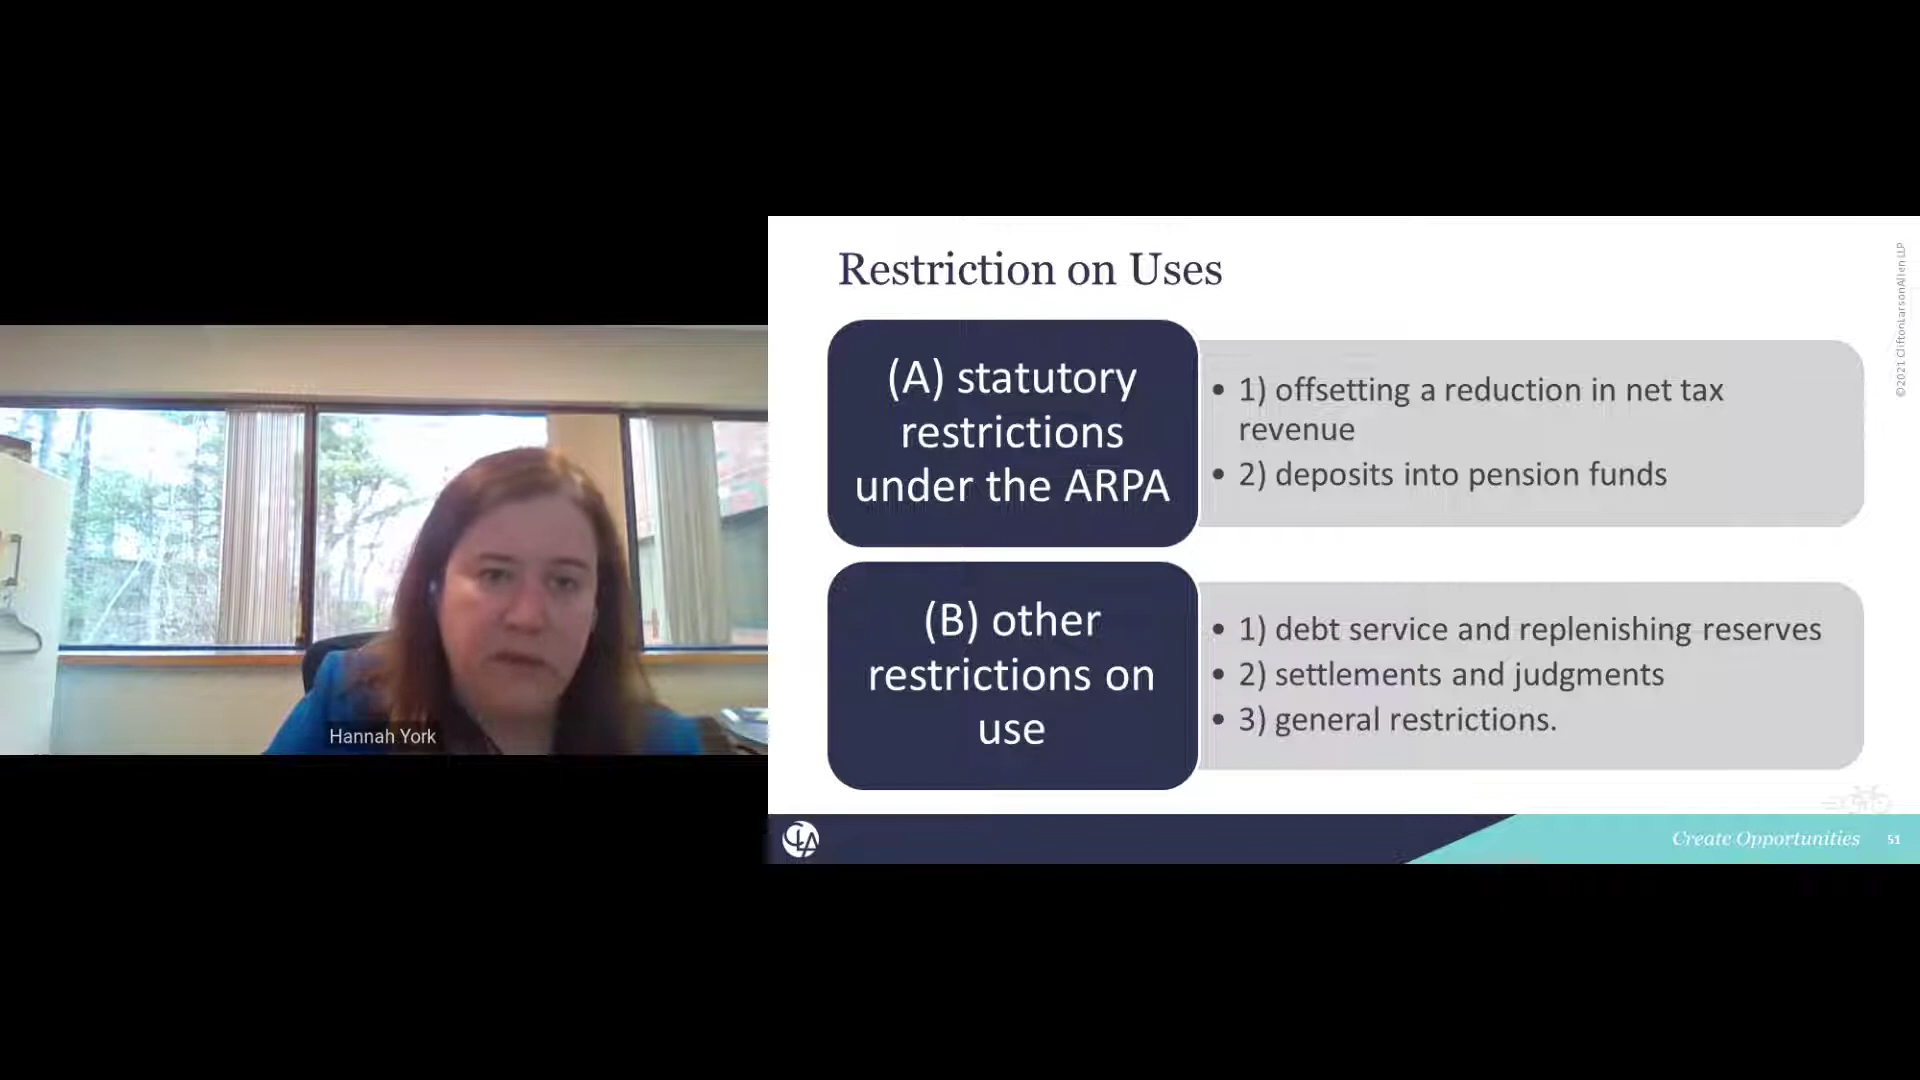 Restriction on Uses
(A) statutory
restrictions
under the ARPA
• 1) offsetting a reduction in net tax
revenue
• 2) deposits into pension funds
(B) other
restrictions on
use
• 1) debt service and replenishing reserves
• 2) settlements and judgments
• 3) general restrictions.
©2021 CliftonLarsonAllen LLP
Hannah York
CLA
Create Opportunities
51